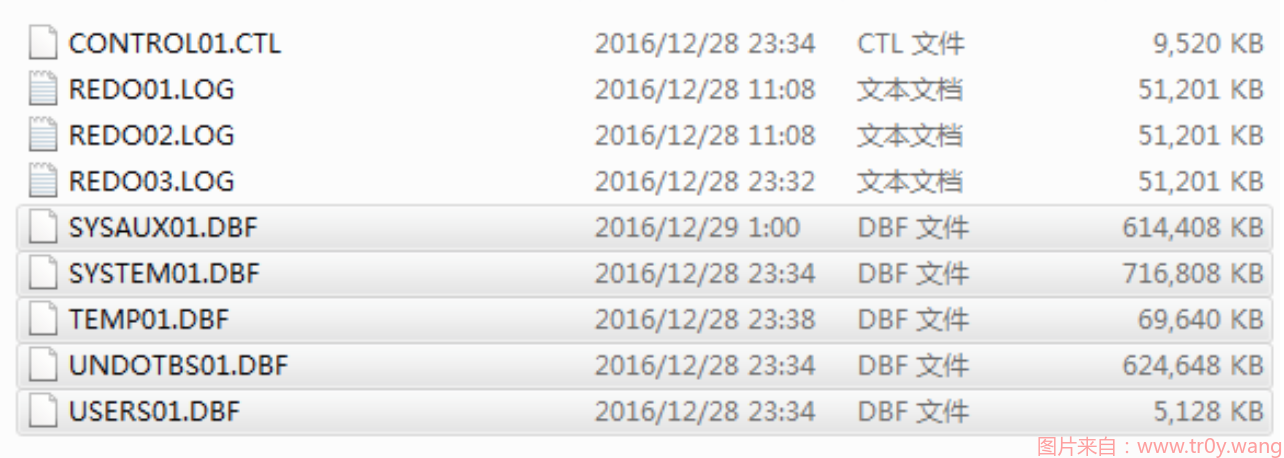 CONTROL01.CTL 2016/12/28 23:34 CTL 文件 9,520 KB
REDO01.LOG 2016/12/28 11:08 文本文档 51,201 KB
REDO02.LOG 2016/12/28 11:08 文本文档 51,201 KB
REDO03.LOG 2016/12/28 23:32 文本文档 51,201 KB
SYSAUX01.DBF 2016/12/29 1:00 DBF 文件 614,408 KB
SYSTEM01.DBF 2016/12/28 23:34 DBF 文件 716,808 KB
TEMP01.DBF 2016/12/28 23:38 DBF 文件 69,640 KB
UNDOTBS01.DBF 2016/12/28 23:34 DBF 文件 624,648 KB
USERS01.DBF 2016/12/28 23:34 DBF 文件 5,128 KB
图片来自：www.tr0y.wang